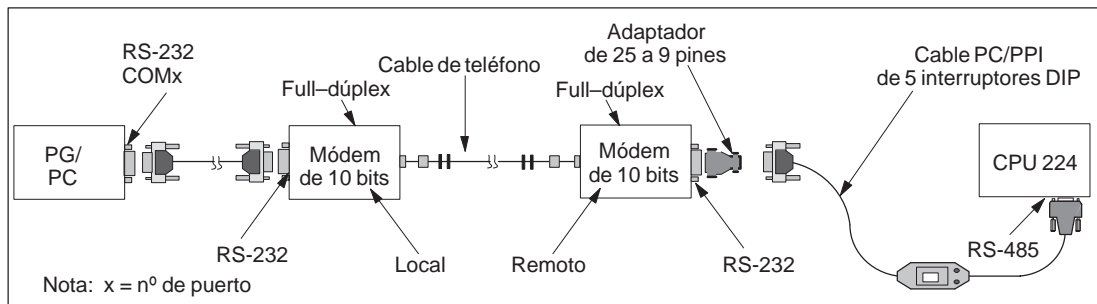 RS-232
COMx
Full–dúplex
Cable de teléfono
Full–dúplex
Adaptador
de 25 a 9 pines
Cable PC/PPI
de 5 interruptores DIP
PG/
PC
Módem
de 10 bits
Módem
de 10 bits
CPU 224
RS-232
Local
Remoto
RS-232
RS-485
Nota: x = nº de puerto